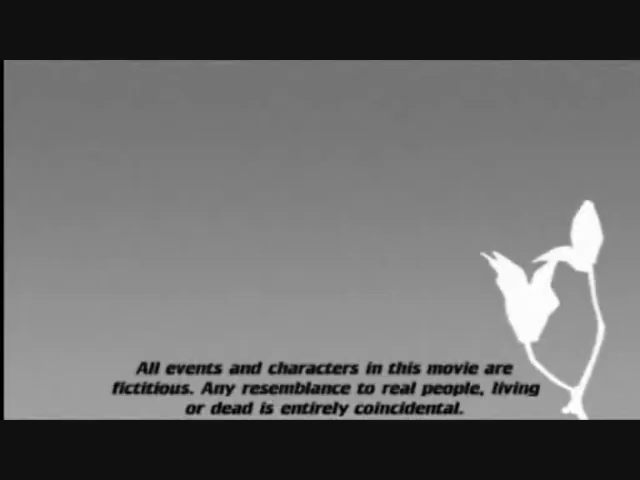 All events and characters in this movie are
fictitious. Any resemblance to real people, living
or dead is entirely coincidental.